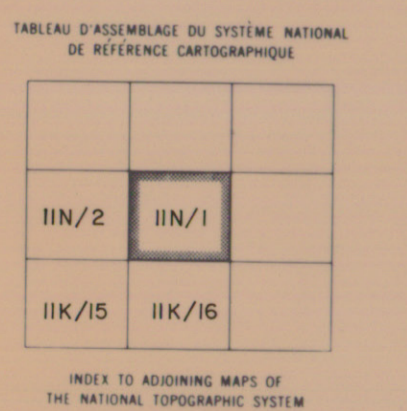 TABLEAU D'ASSEMBLAGE DU SYSTÈME NATIONAL
DE RÉFÉRENCE CARTOGRAPHIQUE
11N/2 11N/1
11K/15 11K/16
INDEX TO ADJOINING MAPS OF
THE NATIONAL TOPOGRAPHIC SYSTEM